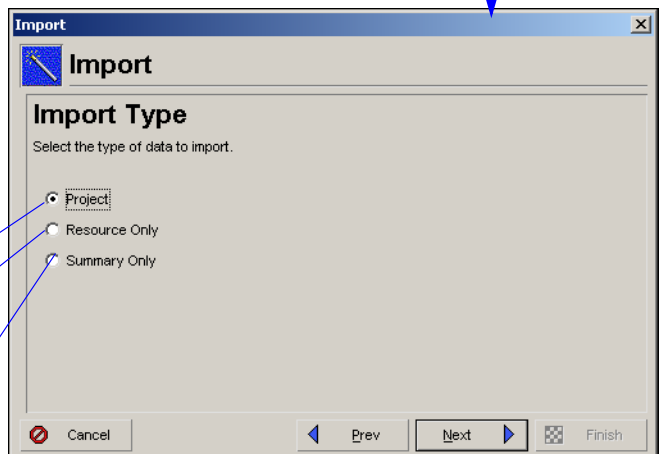 Import
Import
Import Type
Select the type of data to import.
Project
Resource Only
Summary Only
Cancel
Prev
Next
Finish